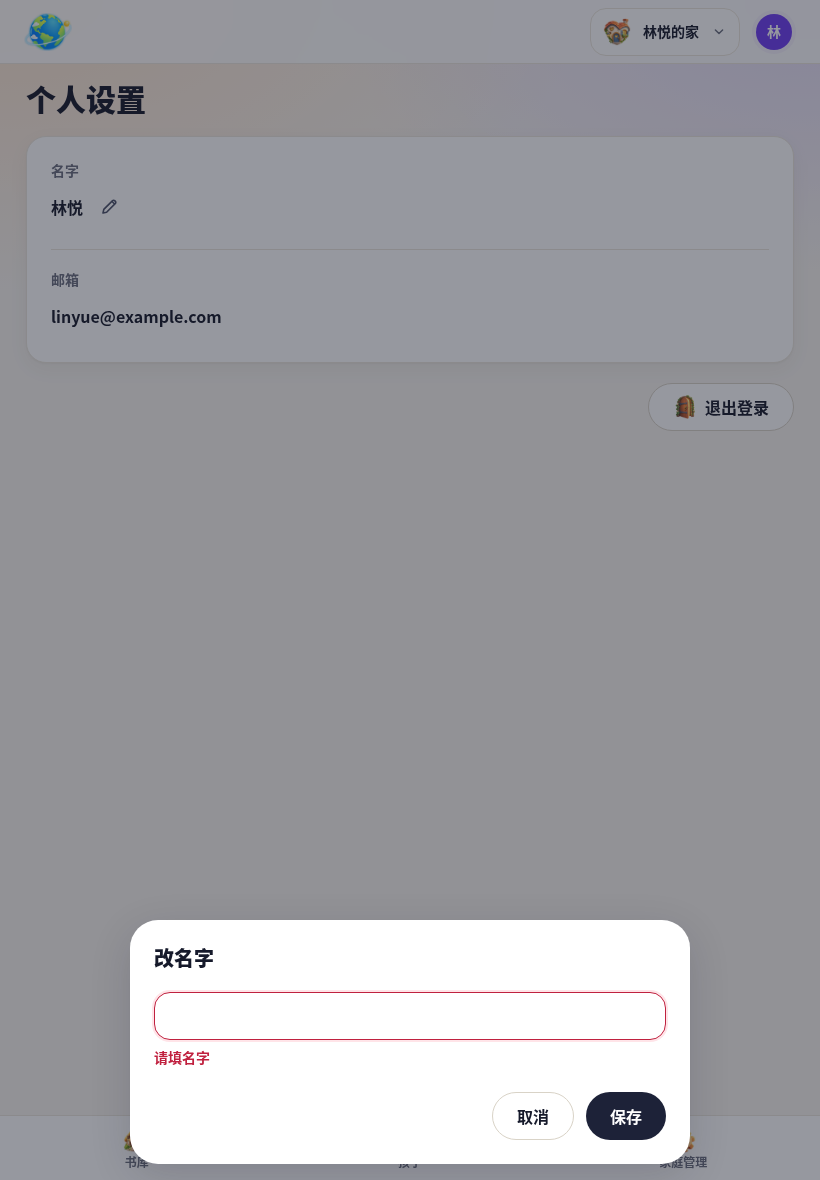 林悦的家
林
个人设置
名字
林悦
邮箱
linyue@example.com
退出登录
改名字
请填名字
取消
保存
书库
孩子
家庭管理